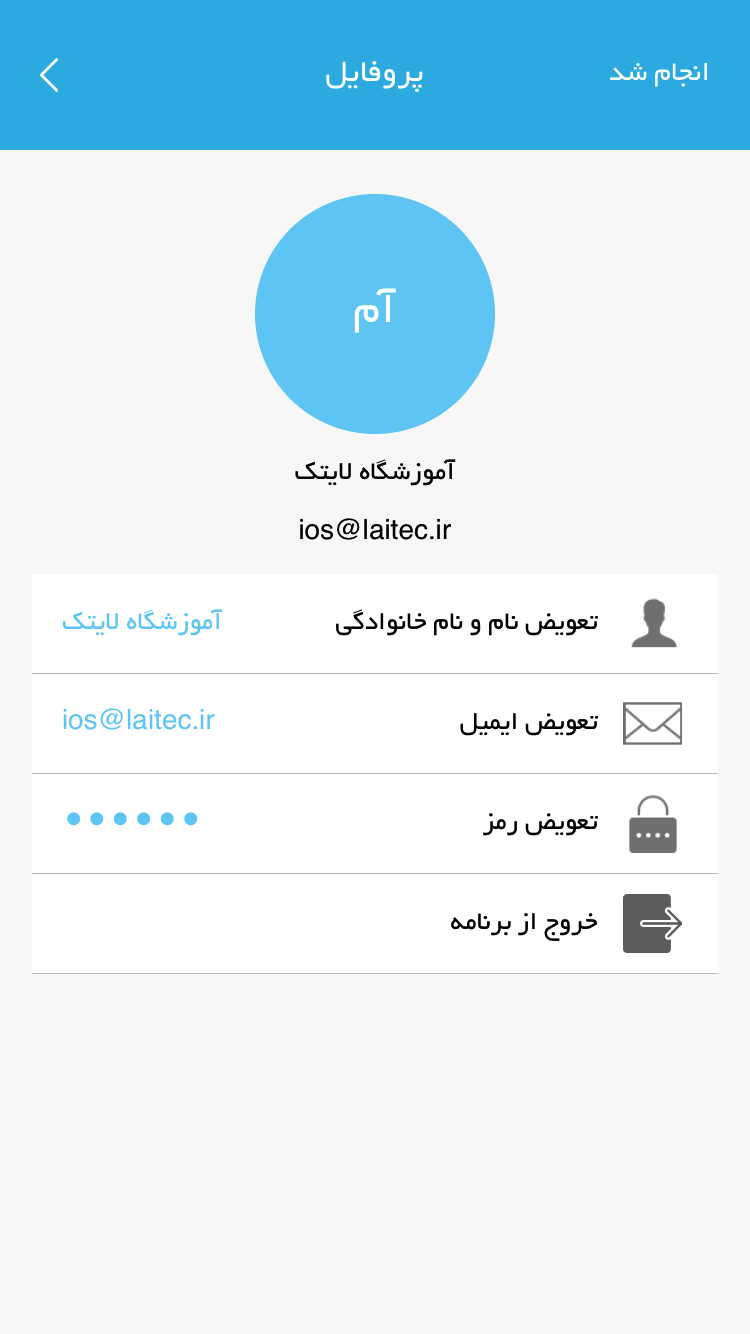 انجام شد
پروفایل
آم
آموزشگاه لایتک
ios@laitec.ir
تعویض نام و نام خانوادگی آموزشگاه لایتک
تعویض ایمیل ios@laitec.ir
تعویض رمز ••••••
خروج از برنامه